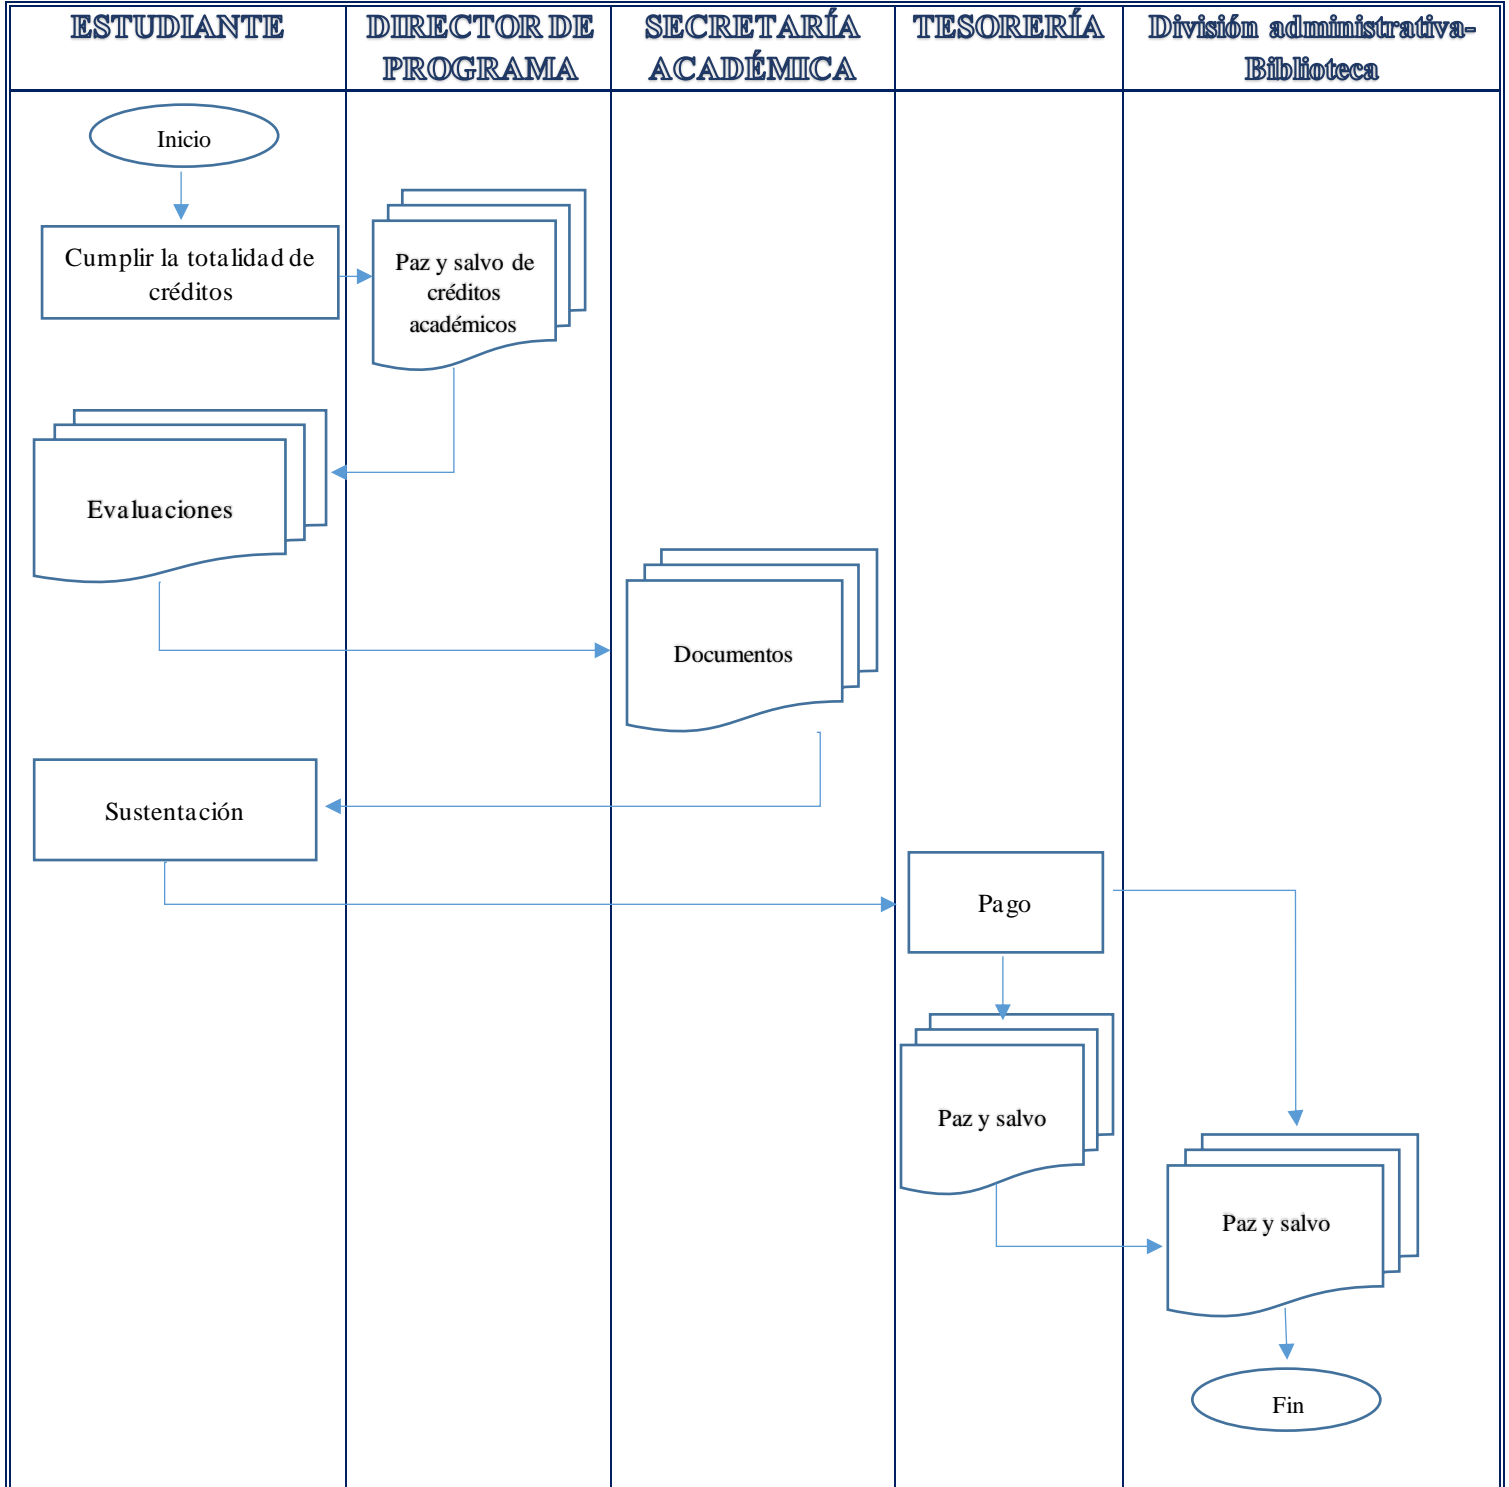 ESTUDIANTE
DIRECTOR DE
PROGRAMA
SECRETARÍA
ACADÉMICA
TESORERÍA
División administrativa-
Biblioteca
Inicio
Cumplir la totalidad de
créditos
Paz y salvo de
créditos
académicos
Evaluaciones
Documentos
Sustentación
Pago
Paz y salvo
Paz y salvo
Fin